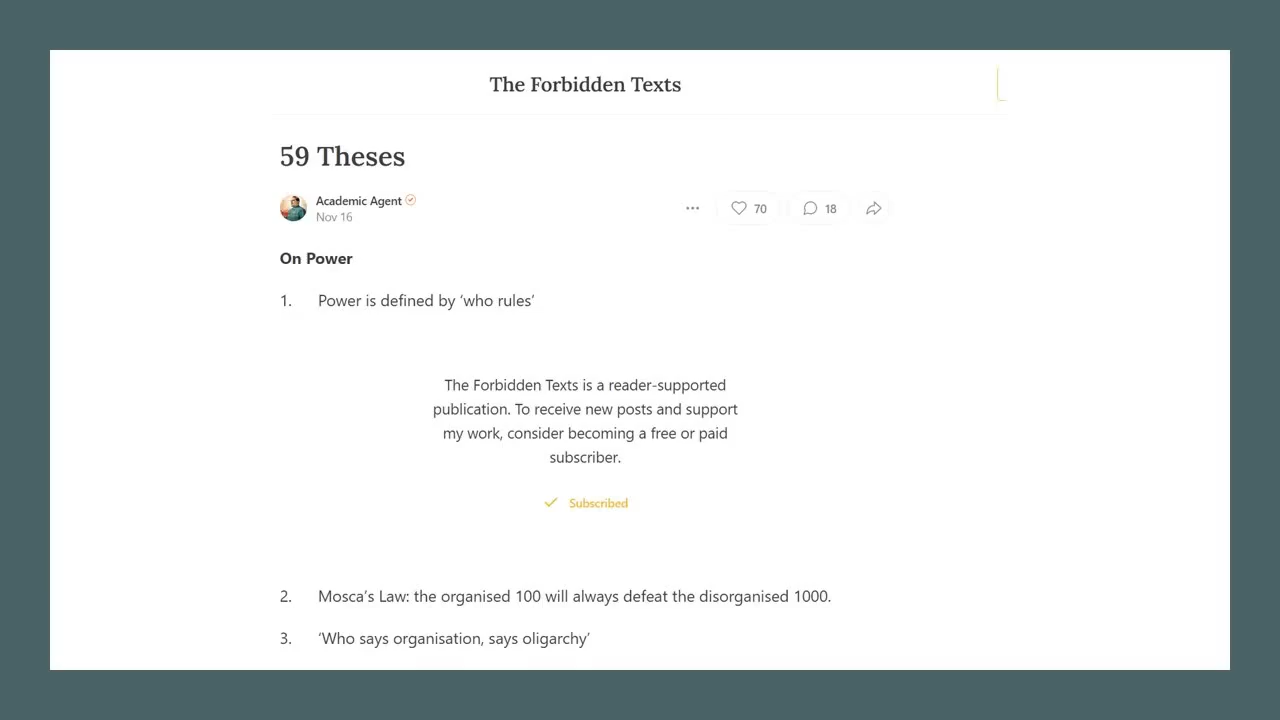 The Forbidden Texts
59 Theses
Academic Agent
Nov 16
70
18
On Power
1. Power is defined by ‘who rules’
The Forbidden Texts is a reader-supported
publication. To receive new posts and support
my work, consider becoming a free or paid
subscriber.
Subscribed
2. Mosca’s Law: the organised 100 will always defeat the disorganised 1000.
3. ‘Who says organisation, says oligarchy’